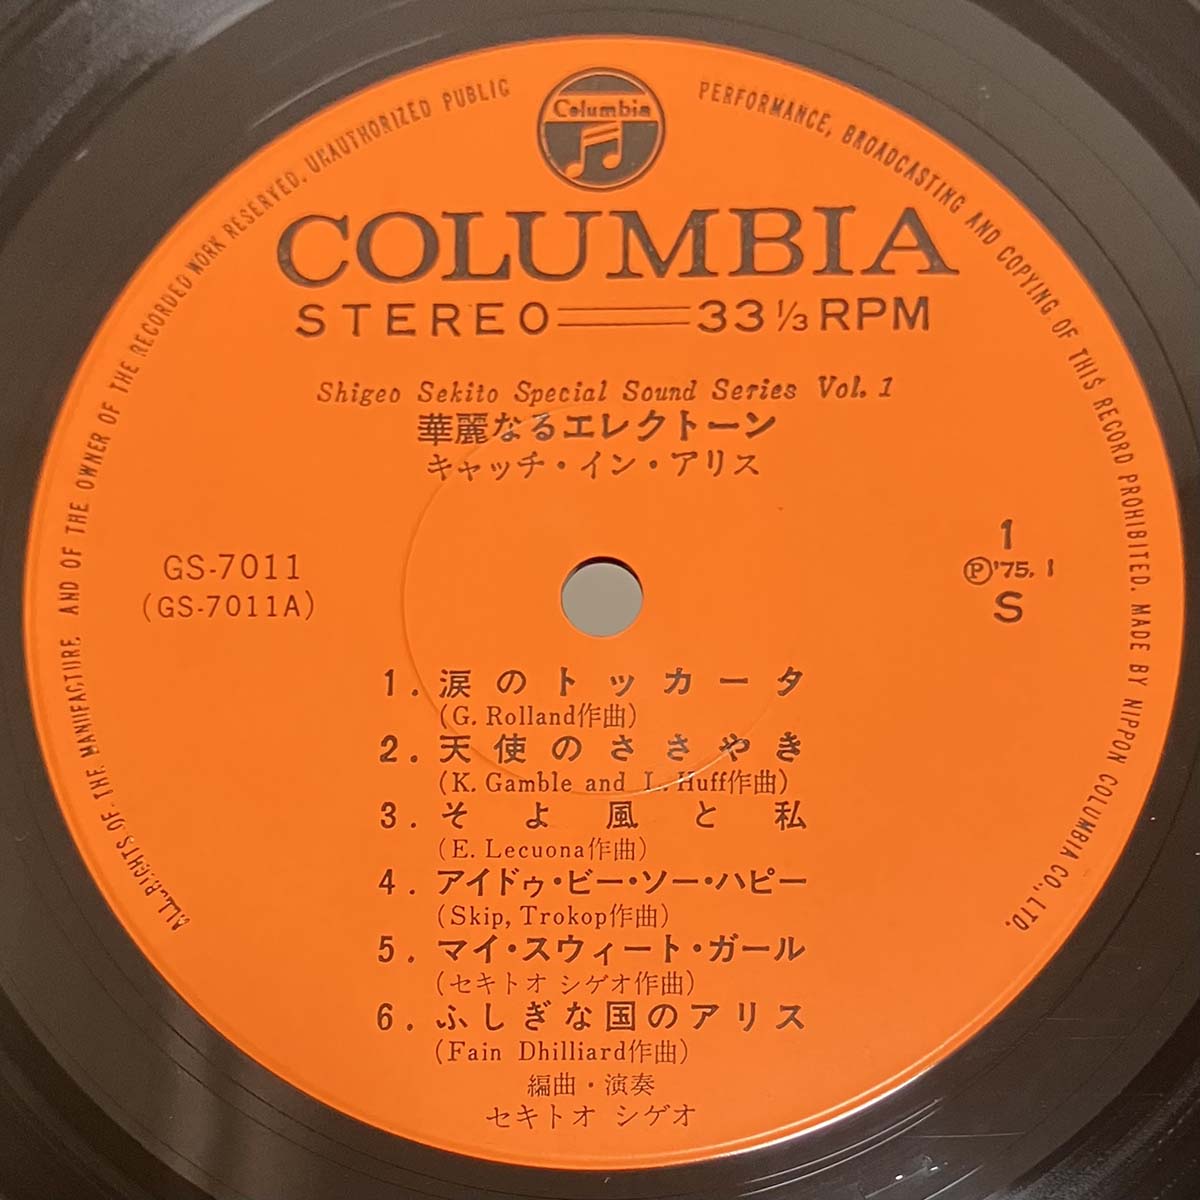 ALL RIGHTS OF THE MANUFACTURE, AND OF THE OWNER OF THE RECORDED WORK RESERVED, UNAUTHORIZED PUBLIC PERFORMANCE, BROADCASTING AND COPYING OF THIS RECORD PROHIBITED. MADE BY NIPPON COLUMBIA CO., LTD.
Columbia
COLUMBIA
STEREO 33 1/3 RPM
Shigeo Sekito Special Sound Series Vol. 1
華麗なるエレクトーン
キャッチ・イン・アリス
GS-7011
(GS-7011A)
1
Ⓟ'75. 1
S
1. 涙のトッカータ
(G. Rolland作曲)
2. 天使のささやき
(K. Gamble and L. Huff作曲)
3. そよ風と私
(E. Lecuona作曲)
4. アイドゥ・ビー・ソー・ハピー
(Skip, Trokop作曲)
5. マイ・スウィート・ガール
(セキトオ シゲオ作曲)
6. ふしぎな国のアリス
(Fain Dhilliard作曲)
編曲・演奏
セキトオ シゲオ